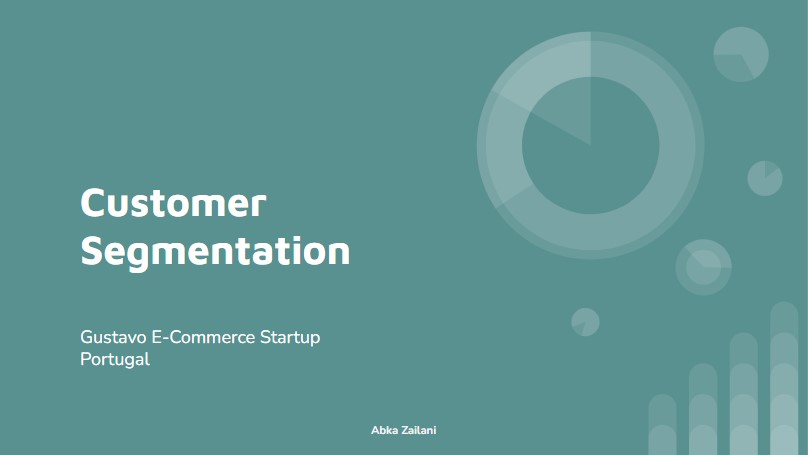 Customer
Segmentation
Gustavo E-Commerce Startup
Portugal
Abka Zailani